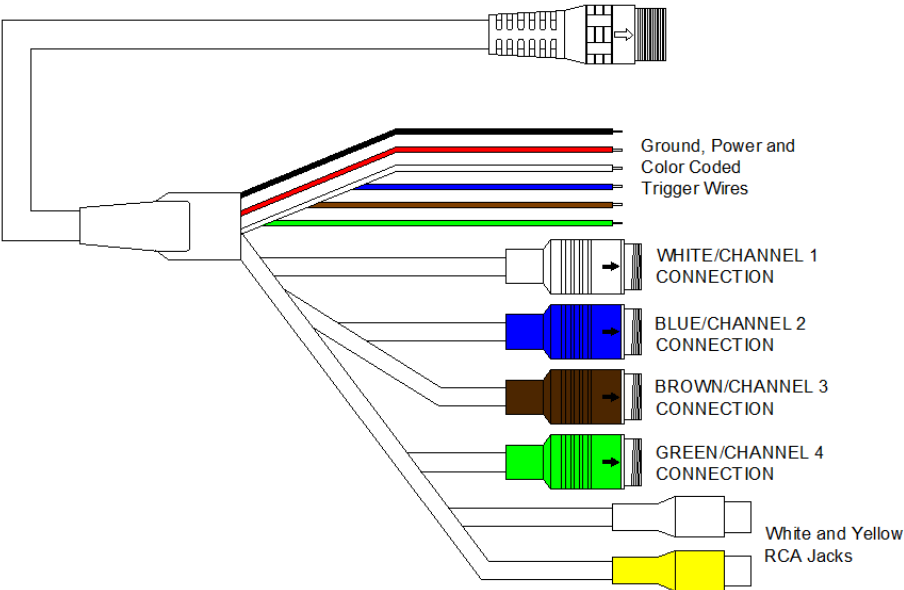 Ground, Power and
Color Coded
Trigger Wires
WHITE/CHANNEL 1
CONNECTION
BLUE/CHANNEL 2
CONNECTION
BROWN/CHANNEL 3
CONNECTION
GREEN/CHANNEL 4
CONNECTION
White and Yellow
RCA Jacks